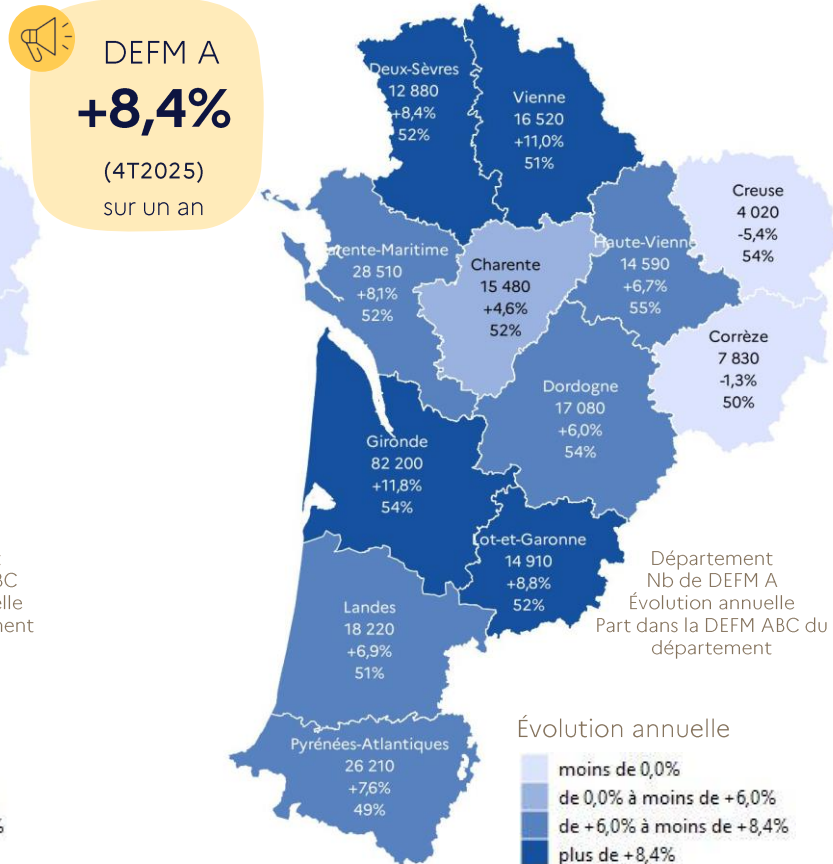 DEFM A
+8,4%
(4T2025)
sur un an
Deux-Sèvres
12 880
+8,4%
52%
Vienne
16 520
+11,0%
51%
Creuse
4 020
-5,4%
54%
arente-Maritime
28 510
+8,1%
52%
Charente
15 480
+4,6%
52%
Haute-Vienne
14 590
+6,7%
55%
Corrèze
7 830
-1,3%
50%
Dordogne
17 080
+6,0%
54%
Gironde
82 200
+11,8%
54%
Lot-et-Garonne
14 910
+8,8%
52%
Landes
18 220
+6,9%
51%
Pyrénées-Atlantiques
26 210
+7,6%
49%
BC
elle
ment
%
Département
Nb de DEFM A
Évolution annuelle
Part dans la DEFM ABC du
département
Évolution annuelle
moins de 0,0%
de 0,0% à moins de +6,0%
de +6,0% à moins de +8,4%
plus de +8,4%